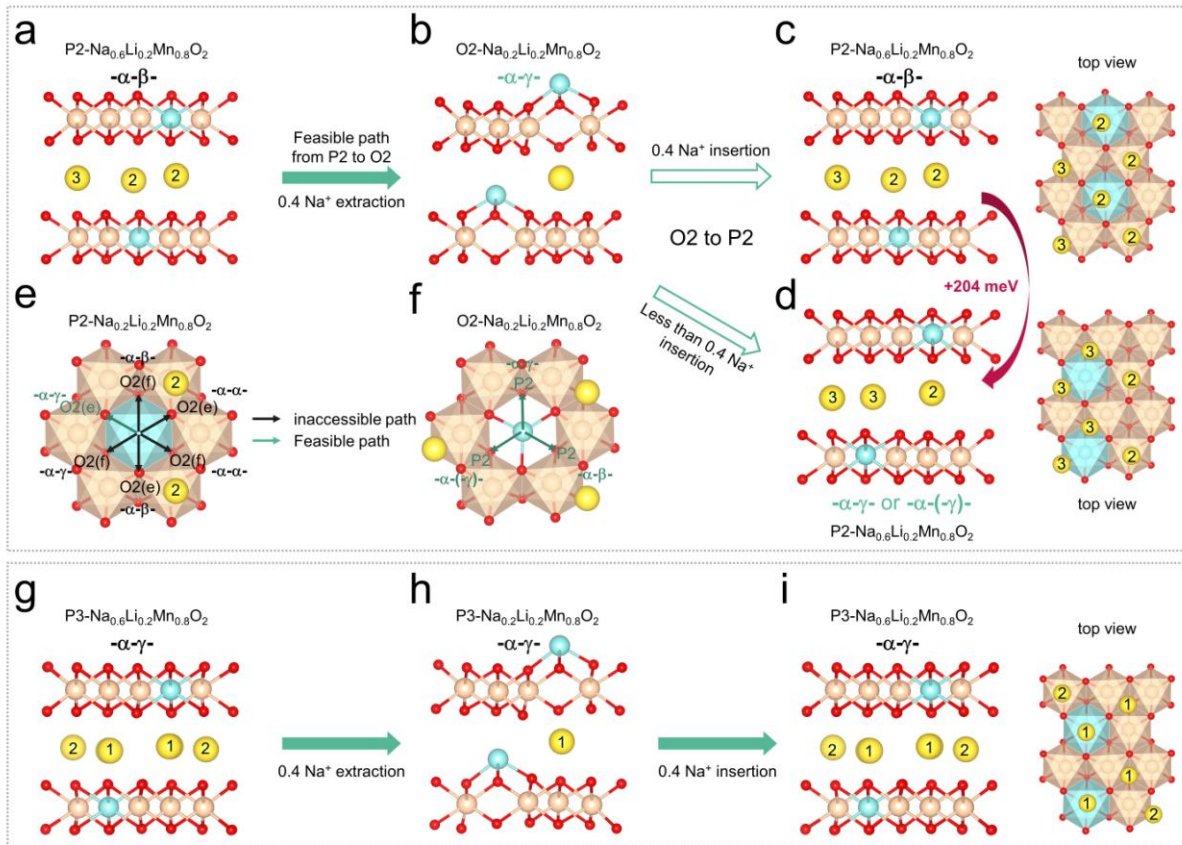 a
P2-Na0.6Li0.2Mn0.8O2
-α-β-
3
2
2
Feasible path
from P2 to O2
0.4 Na+ extraction
b
O2-Na0.2Li0.2Mn0.8O2
-α-γ-
0.4 Na+ insertion
O2 to P2
Less than 0.4 Na+
insertion
c
P2-Na0.6Li0.2Mn0.8O2
-α-β-
3
2
2
top view
2
2
3
2
3
2
+204 meV
d
3
3
2
-α-γ- or -α-(-γ)-
P2-Na0.6Li0.2Mn0.8O2
3
3
2
3
3
2
top view
e
P2-Na0.2Li0.2Mn0.8O2
-α-β-
O2(f)
2
-α-γ-
O2(e)
O2(e)
-α-α-
O2(f)
O2(f)
-α-γ-
-α-α-
O2(e)
2
-α-β-
inaccessible path
Feasible path
f
O2-Na0.2Li0.2Mn0.8O2
-α-γ-
P2
P2
P2
-α-(-γ)-
-α-β-
g
P3-Na0.6Li0.2Mn0.8O2
-α-γ-
2
1
1
2
0.4 Na+ extraction
h
P3-Na0.2Li0.2Mn0.8O2
-α-γ-
1
0.4 Na+ insertion
i
P3-Na0.6Li0.2Mn0.8O2
-α-γ-
2
1
1
2
top view
2
1
1
1
1
2